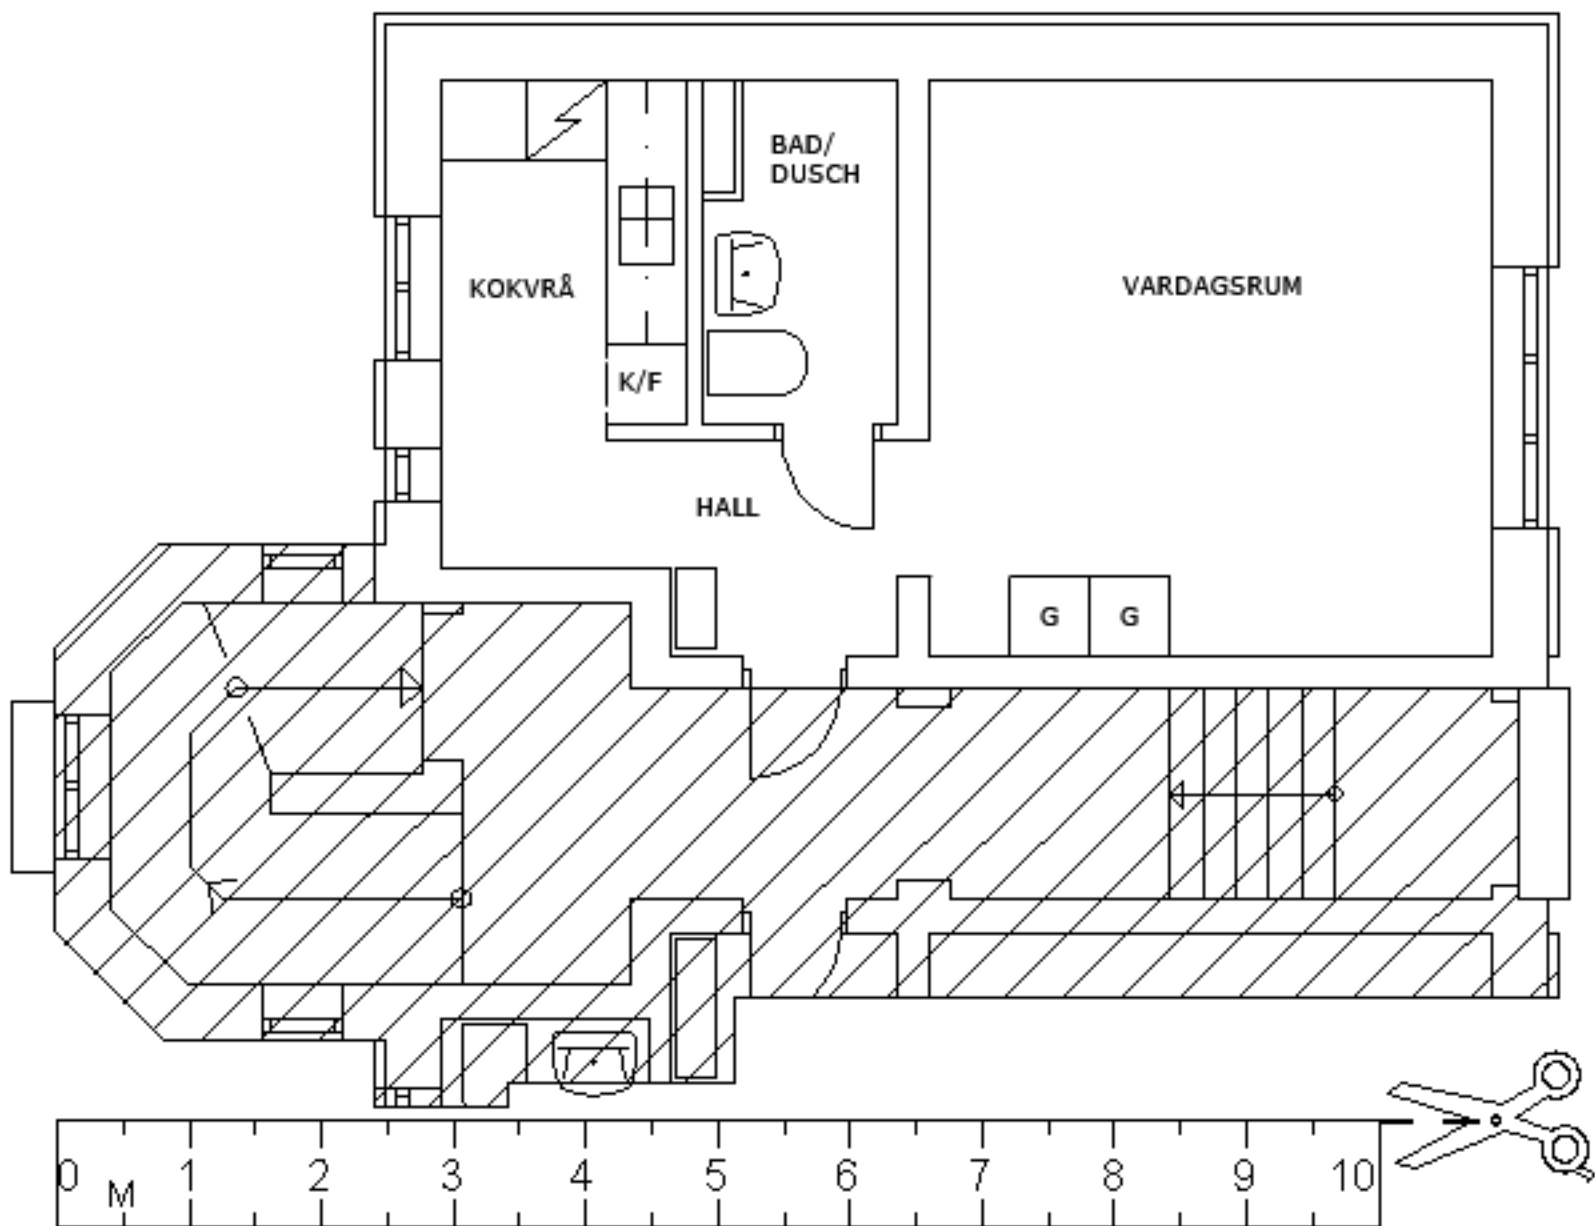 BAD/
DUSCH
KOKVRÅ
VARDAGSRUM
K/F
HALL
G G
0 1 2 3 4 5 6 7 8 9 10
M